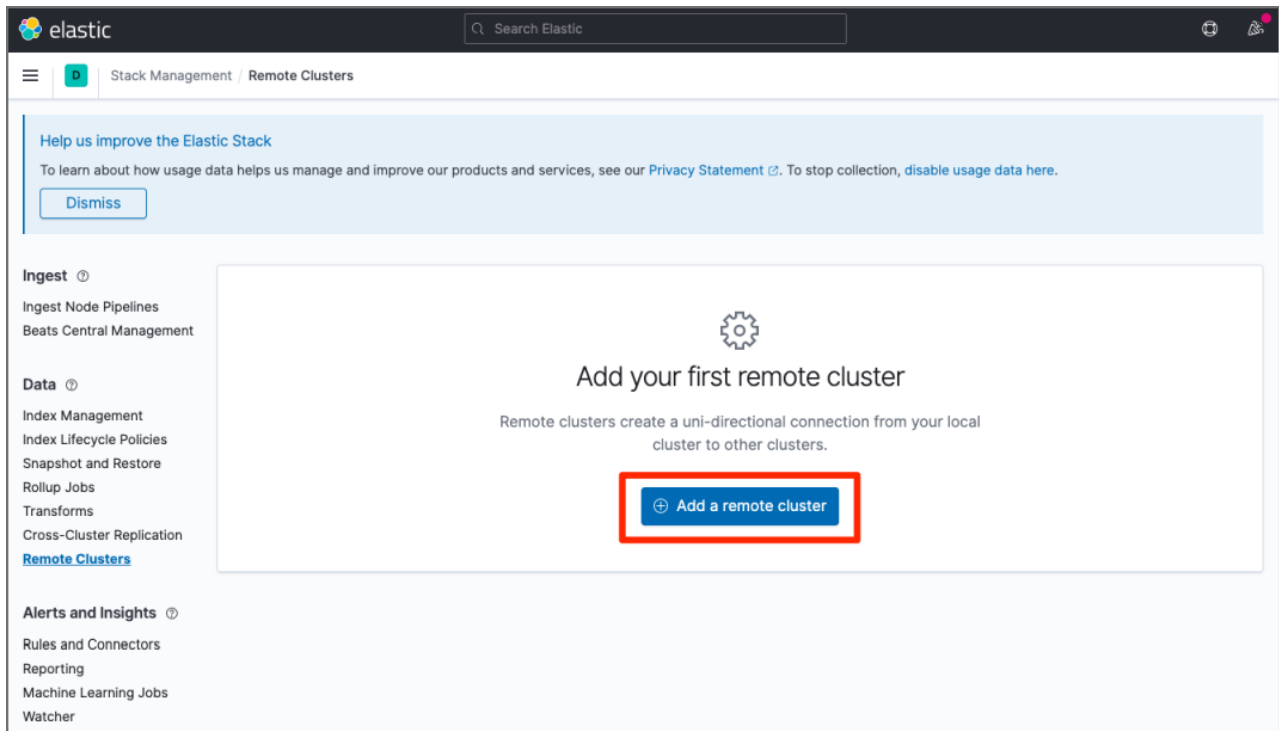 elastic
Search Elastic
D
Stack Management / Remote Clusters
Help us improve the Elastic Stack
To learn about how usage data helps us manage and improve our products and services, see our Privacy Statement. To stop collection, disable usage data here.
Dismiss
Ingest
Ingest Node Pipelines
Beats Central Management
Data
Index Management
Index Lifecycle Policies
Snapshot and Restore
Rollup Jobs
Transforms
Cross-Cluster Replication
Remote Clusters
Alerts and Insights
Rules and Connectors
Reporting
Machine Learning Jobs
Watcher
Add your first remote cluster
Remote clusters create a uni-directional connection from your local
cluster to other clusters.
Add a remote cluster